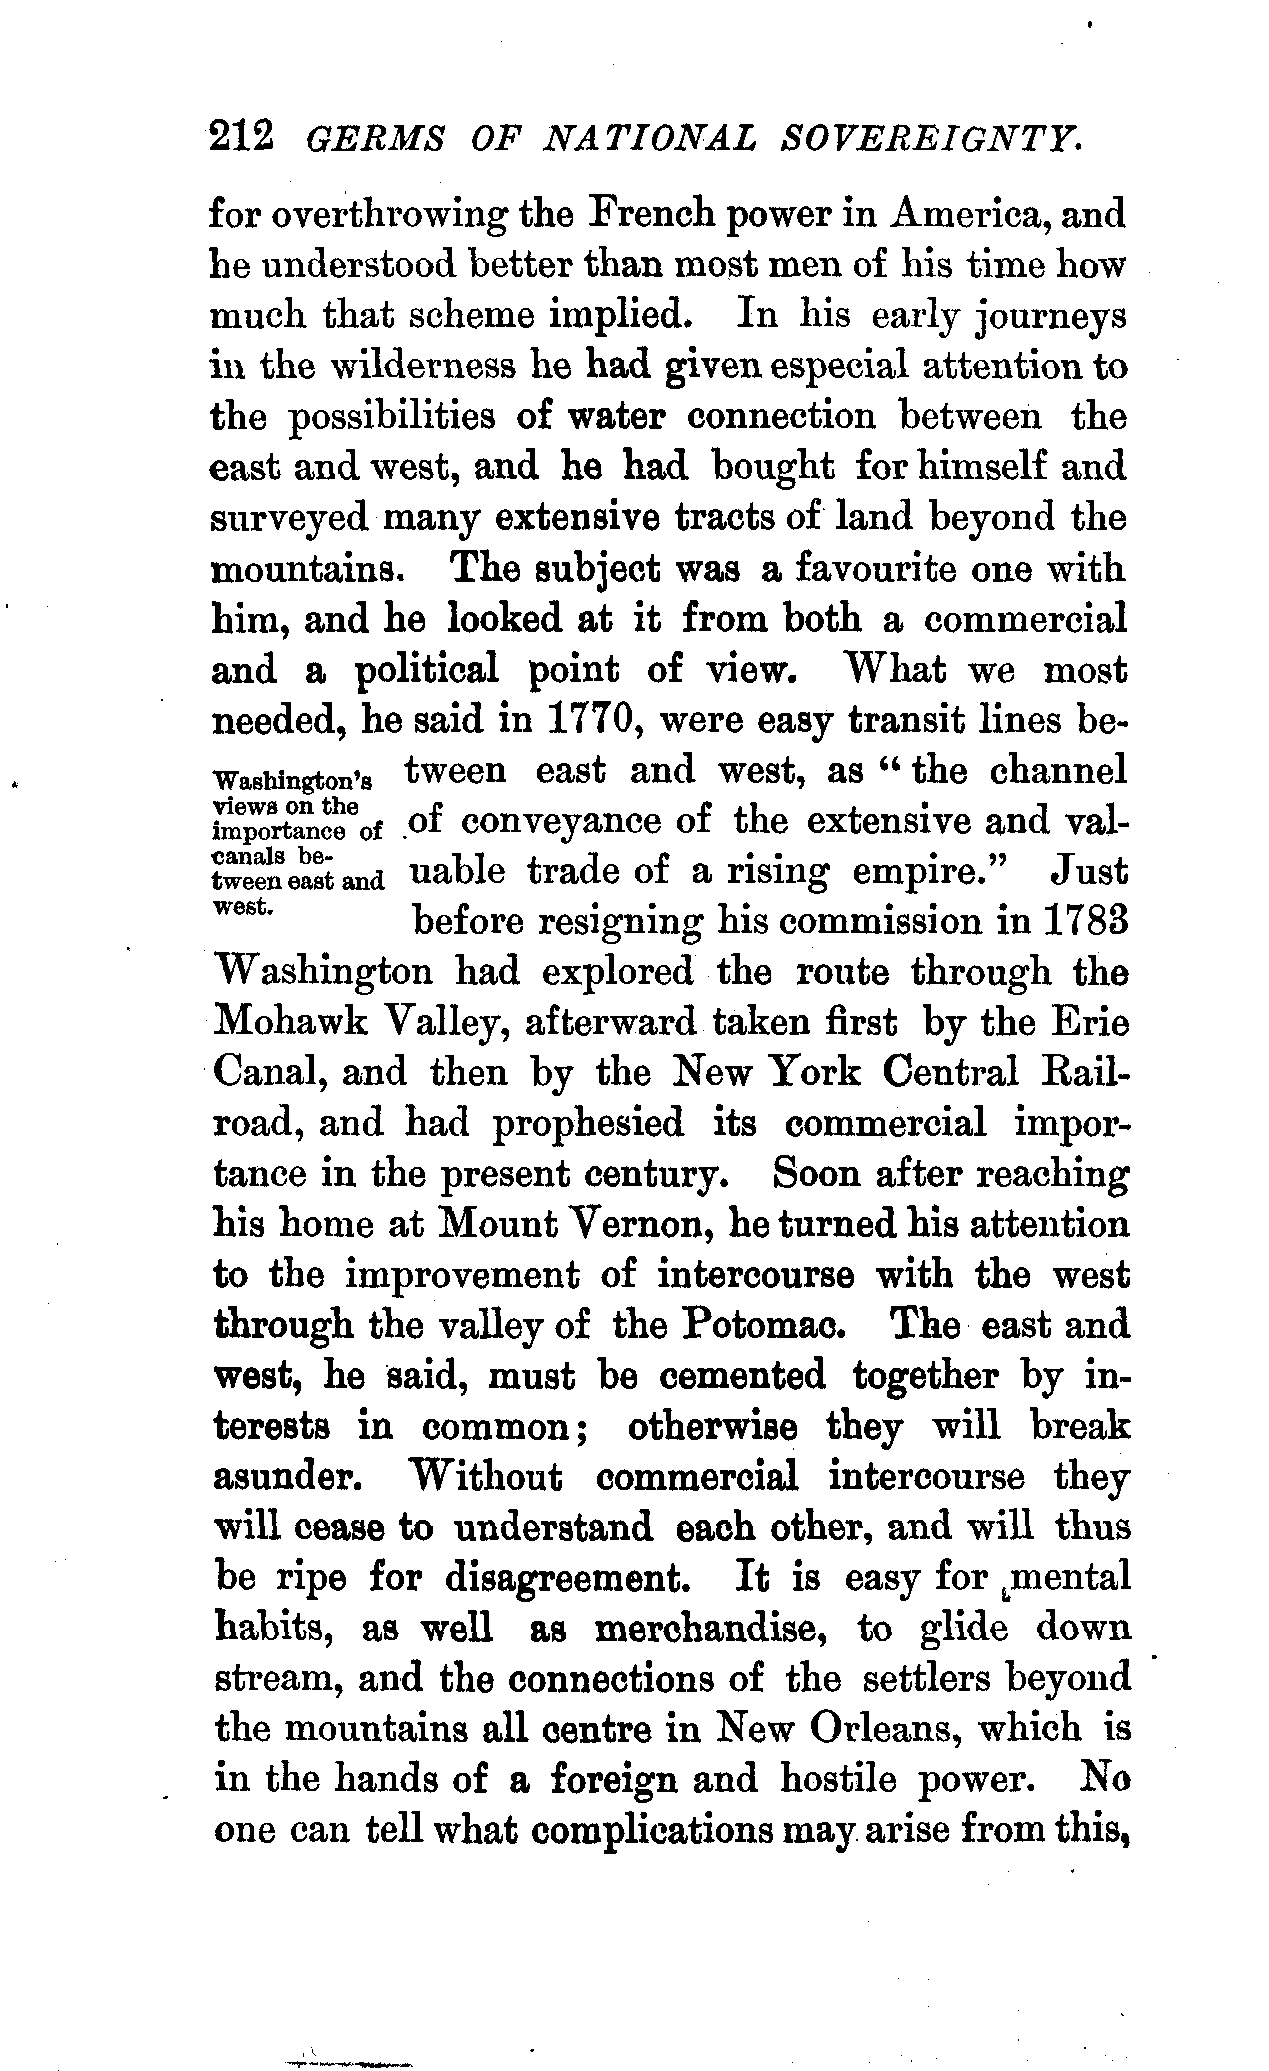 212 GERMS OF NATIONAL SOVEREIGNTY.
for overthrowing the French power in America, and
he understood better than most men of his time how
much that scheme implied. In his early journeys
in the wilderness he had given especial attention to
the possibilities of water connection between the
east and west, and he had bought for himself and
surveyed many extensive tracts of land beyond the
mountains. The subject was a favourite one with
him, and he looked at it from both a commercial
and a political point of view. What we most
needed, he said in 1770, were easy transit lines be-
Washington's
views on the
importance of
canals be-
tween east and
west.
tween east and west, as “ the channel
of conveyance of the extensive and val-
uable trade of a rising empire.” Just
before resigning his commission in 1783
Washington had explored the route through the
Mohawk Valley, afterward taken first by the Erie
Canal, and then by the New York Central Rail-
road, and had prophesied its commercial impor-
tance in the present century. Soon after reaching
his home at Mount Vernon, he turned his attention
to the improvement of intercourse with the west
through the valley of the Potomac. The east and
west, he said, must be cemented together by in-
terests in common; otherwise they will break
asunder. Without commercial intercourse they
will cease to understand each other, and will thus
be ripe for disagreement. It is easy for mental
habits, as well as merchandise, to glide down
stream, and the connections of the settlers beyond
the mountains all centre in New Orleans, which is
in the hands of a foreign and hostile power. No
one can tell what complications may arise from this,